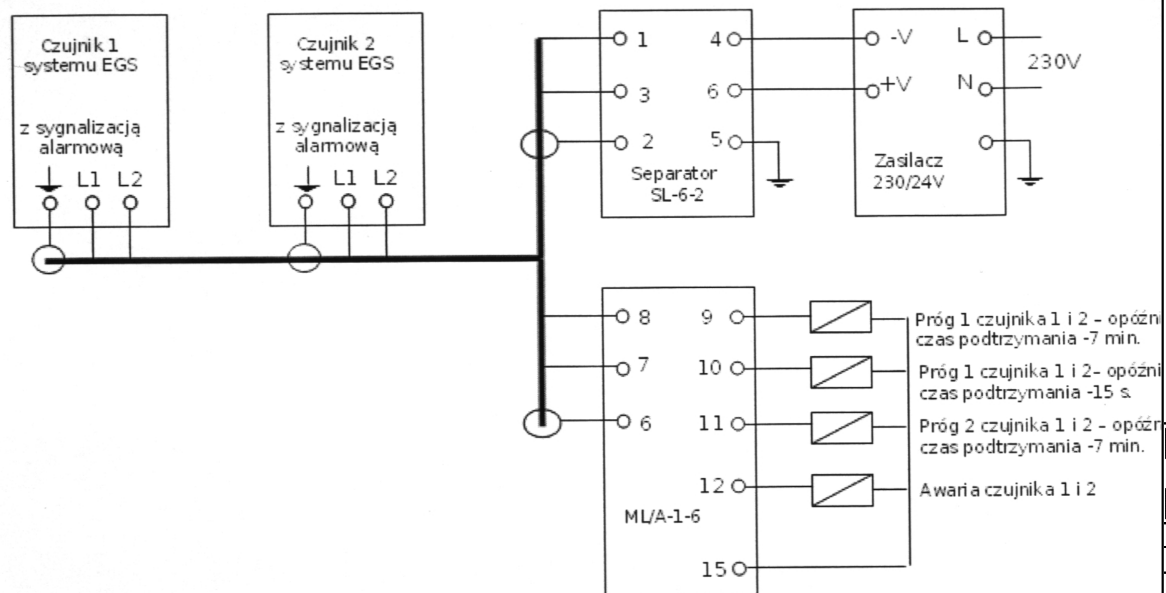 Czujnik 1
systemu EGS
z sygnalizacją
alarmową
L1 L2
Czujnik 2
systemu EGS
z sygnalizacją
alarmową
L1 L2
1 4
3 6
2 5
Separator
SL-6-2
-V L
+V N
230V
Zasilacz
230/24V
8 9
7 10
6 11
12
ML/A-1-6
15
Próg 1 czujnika 1 i 2 – opóźni
czas podtrzymania -7 min.
Próg 1 czujnika 1 i 2– opóźni
czas podtrzymania -15 s.
Próg 2 czujnika 1 i 2 – opóźn
czas podtrzymania -7 min.
Awaria czujnika 1 i 2